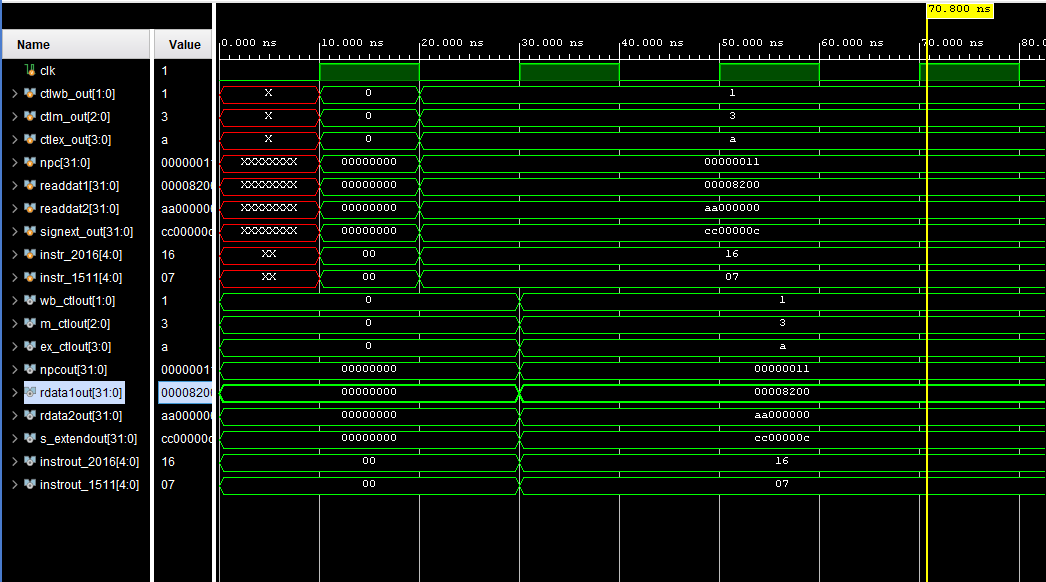 70.800 ns
Name Value 0.000 ns 10.000 ns 20.000 ns 30.000 ns 40.000 ns 50.000 ns 60.000 ns 70.000 ns 80.0
clk 1
ctlwb_out[1:0] 1 X 0 1
ctlm_out[2:0] 3 X 0 3
ctlex_out[3:0] a X 0 a
npc[31:0] 0000001 XXXXXXXX 00000000 00000011
readdat1[31:0] 00008200 XXXXXXXX 00000000 00008200
readdat2[31:0] aa00000 XXXXXXXX 00000000 aa000000
signext_out[31:0] cc00000c XXXXXXXX 00000000 cc00000c
instr_2016[4:0] 16 XX 00 16
instr_1511[4:0] 07 XX 00 07
wb_ctlout[1:0] 1 0 1
m_ctlout[2:0] 3 0 3
ex_ctlout[3:0] a 0 a
npcout[31:0] 0000001 00000000 00000011
rdata1out[31:0] 00008200 00000000 00008200
rdata2out[31:0] aa00000 00000000 aa000000
s_extendout[31:0] cc00000c 00000000 cc00000c
instrout_2016[4:0] 16 00 16
instrout_1511[4:0] 07 00 07